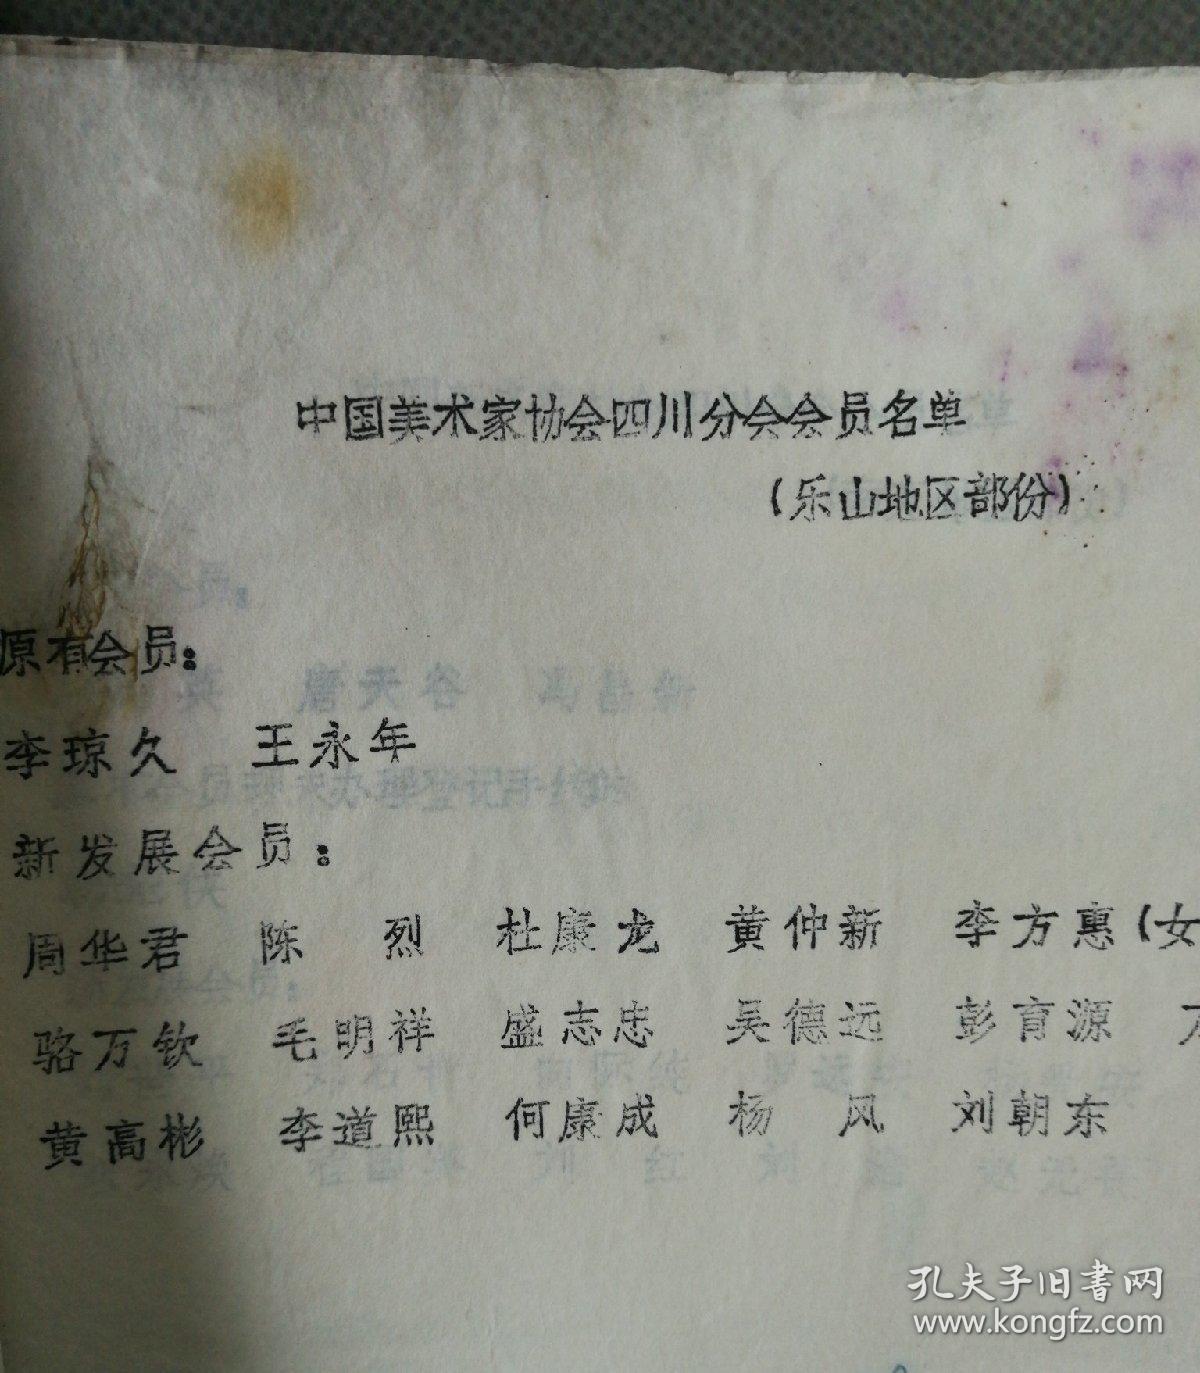 中国美术家协会四川分会会员名单
(乐山地区部份)
原有会员:
李琼久 王永年
新发展会员:
周华君 陈烈 杜康龙 黄仲新 李方惠(女
骆万钦 毛明祥 盛志忠 吴德远 彭育源
黄高彬 李道熙 何康成 杨风 刘朝东
孔夫子旧书网
www.kongfz.com